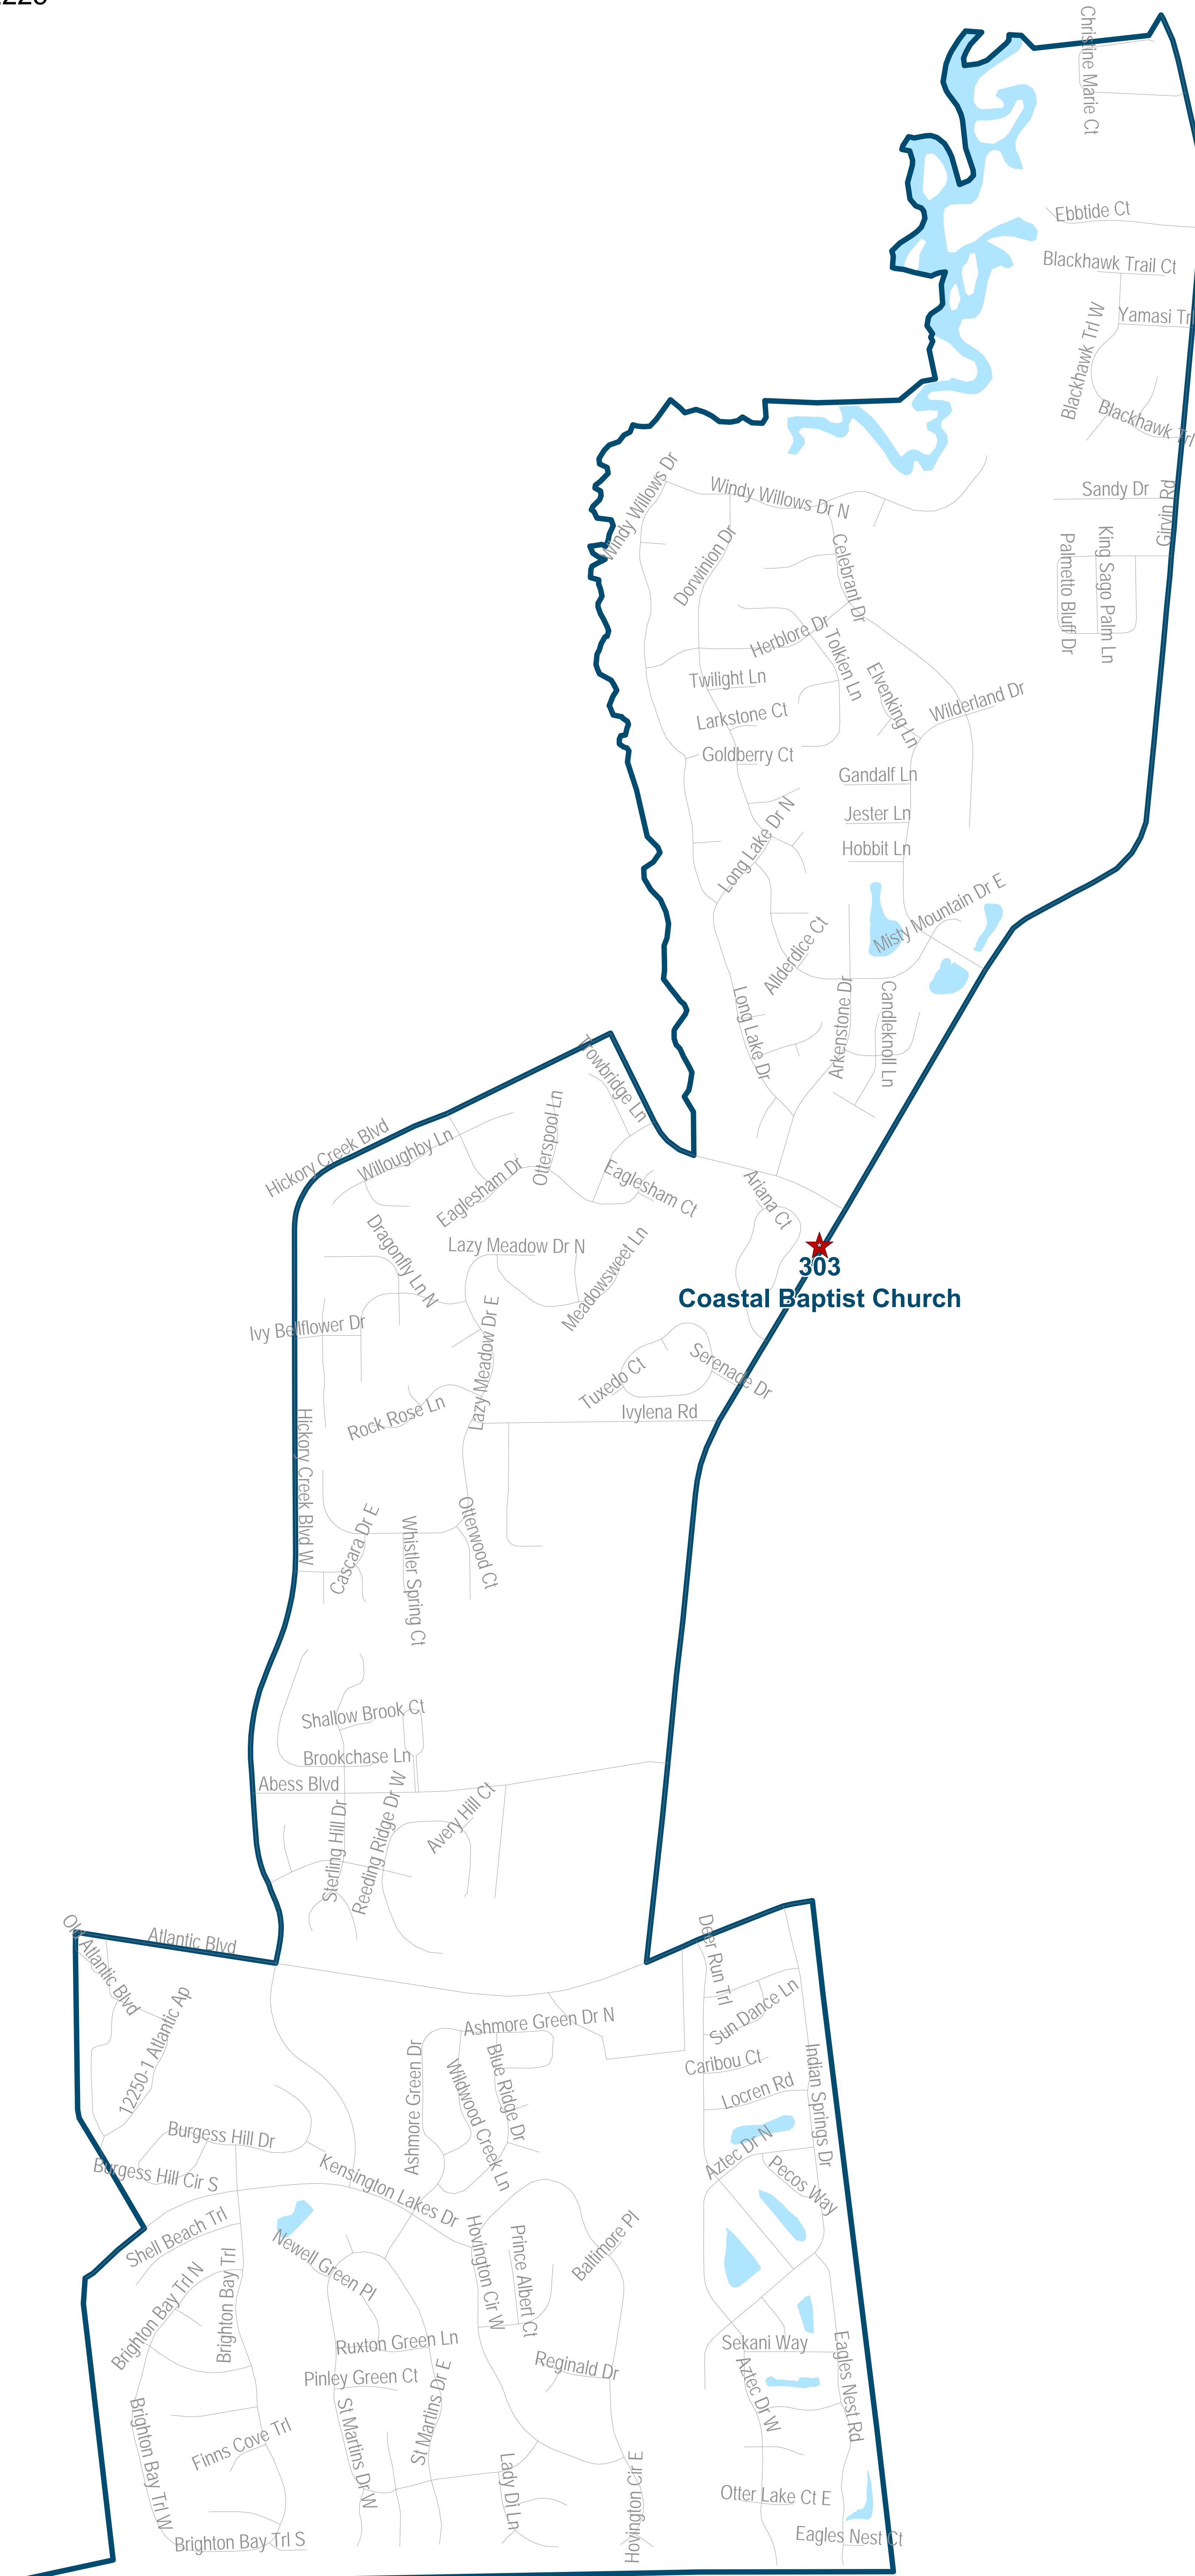 Christine Marie Ct
Ebbtide Ct
Blackhawk Trail Ct
Yamasi Trl
Blackhawk Trl W
Blackhawk Trl
Sandy Dr
Girvin Rd
King Sago Palm Ln
Palmetto Bluff Dr
Windy Willows Dr
Windy Willows Dr N
Dorwinion Dr
Celebrant Dr
Herblore Dr
Tolkien Ln
Twilight Ln
Elvenking Ln
Wilderland Dr
Larkstone Ct
Goldberry Ct
Gandalf Ln
Long Lake Dr N
Jester Ln
Hobbit Ln
Misty Mountain Dr E
Allderdice Ct
Long Lake Dr
Arkenstone Dr
Candleknoll Ln
Trowbridge Ln
Otterspool Ln
Hickory Creek Blvd
Willoughby Ln
Eaglesham Dr
Eaglesham Ct
Ariana Ct
Dragonfly Ln N
Lazy Meadow Dr N
Meadowsweet Ln
303
Coastal Baptist Church
Ivy Bellflower Dr
Lazy Meadow Dr E
Tuxedo Ct
Serenade Dr
Rock Rose Ln
Ivylena Rd
Hickory Creek Blvd W
Cascara Dr E
Whistler Spring Ct
Otterwood Ct
Shallow Brook Ct
Brookchase Ln
Abess Blvd
Sterling Hill Dr
Reeding Ridge Dr W
Avery Hill Ct
Old Atlantic Blvd
Atlantic Blvd
Deer Run Trl
12250-1 Atlantic Ap
Sun Dance Ln
Ashmore Green Dr N
Ashmore Green Dr
Wildwood Creek Ln
Blue Ridge Dr
Caribou Ct
Locren Rd
Indian Springs Dr
Burgess Hill Dr
Burgess Hill Cir S
Kensington Lakes Dr
Aztec Dr N
Pecos Way
Shell Beach Trl
Newell Green Pl
Hovington Cir W
Prince Albert Ct
Baltimore Pl
Brighton Bay Trl N
Brighton Bay Trl
Ruxton Green Ln
Pinley Green Ct
Reginald Dr
Sekani Way
Aztec Dr W
Eagles Nest Rd
Brighton Bay Trl W
Finns Cove Trl
St Martins Dr W
St Martins Dr E
Lady Di Ln
Hovington Cir E
Otter Lake Ct E
Brighton Bay Trl S
Eagles Nest Ct